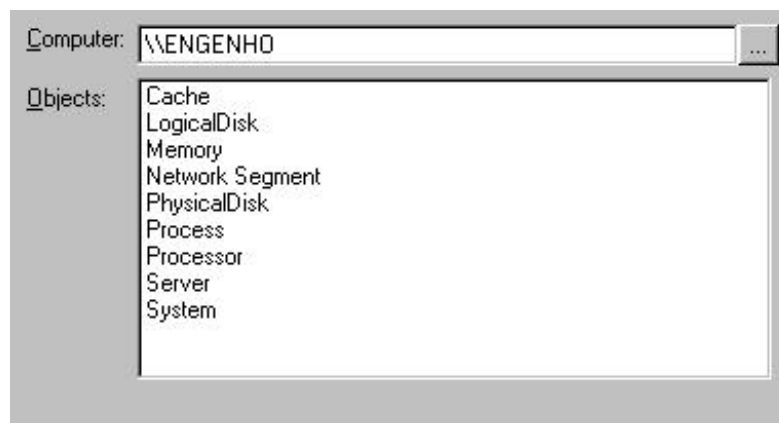 Computer: \\ENGENHO ...
Objects: Cache
LogicalDisk
Memory
Network Segment
PhysicalDisk
Process
Processor
Server
System